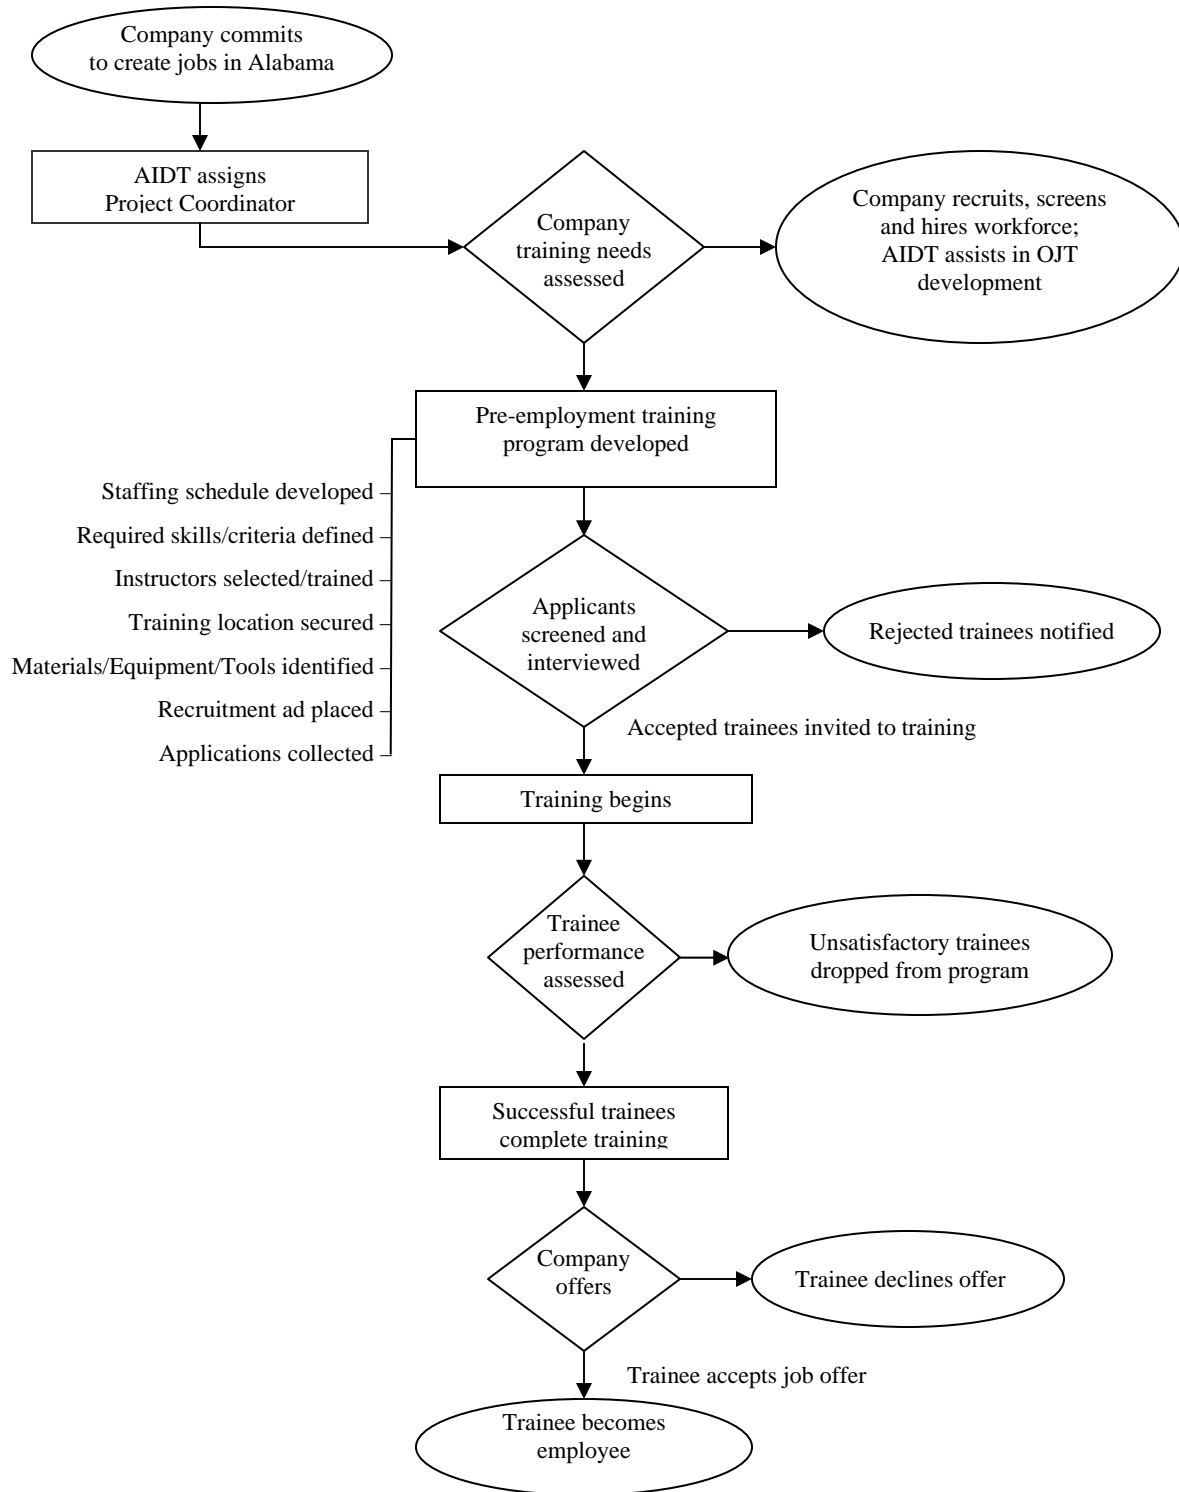 Company commits
to create jobs in Alabama
AIDT assigns
Project Coordinator
Company
training needs
assessed
Company recruits, screens
and hires workforce;
AIDT assists in OJT
development
Pre-employment training
program developed
Staffing schedule developed
Required skills/criteria defined
Instructors selected/trained
Training location secured
Materials/Equipment/Tools identified
Recruitment ad placed
Applications collected
Applicants
screened and
interviewed
Rejected trainees notified
Accepted trainees invited to training
Training begins
Trainee
performance
assessed
Unsatisfactory trainees
dropped from program
Successful trainees
complete training
Company
offers
Trainee declines offer
Trainee accepts job offer
Trainee becomes
employee